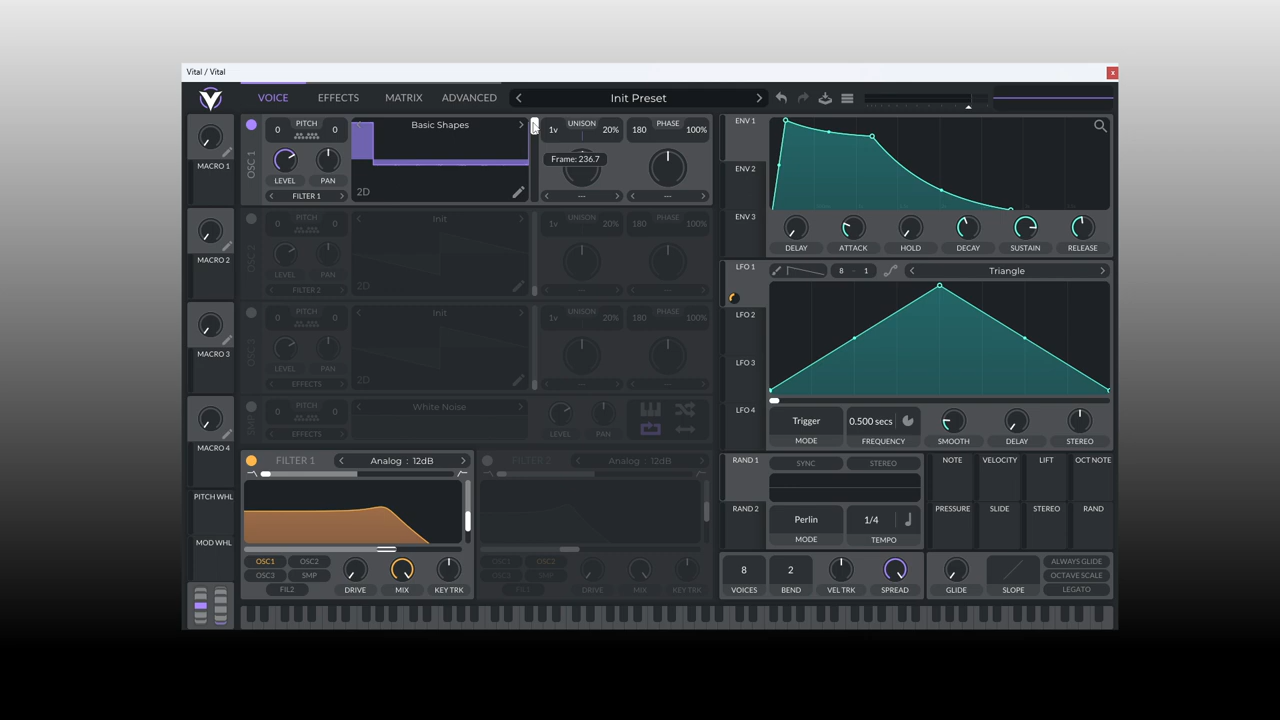 Vital / Vital
x
VOICE EFFECTS MATRIX ADVANCED Init Preset
MACRO 1
MACRO 2
MACRO 3
MACRO 4
PITCH WHL
MOD WHL
OSC 1
0 PITCH 0
LEVEL PAN
FILTER 1
Basic Shapes
2D
1v UNISON 20%
Frame: 236.7
---
180 PHASE 100%
---
OSC 2
0 PITCH 0
LEVEL PAN
FILTER 2
Init
2D
1v UNISON 20%
---
180 PHASE 100%
---
OSC 3
0 PITCH 0
LEVEL PAN
EFFECTS
Init
2D
1v UNISON 20%
---
180 PHASE 100%
---
SMP
0 PITCH 0
EFFECTS
White Noise
LEVEL PAN
FILTER 1 Analog : 12dB
OSC1 OSC2
OSC3 SMP
FIL2
DRIVE MIX KEY TRK
FILTER 2 Analog : 12dB
OSC1 OSC2
OSC3 SMP
FIL1
DRIVE MIX KEY TRK
ENV 1
ENV 2
ENV 3
DELAY ATTACK HOLD DECAY SUSTAIN RELEASE
LFO 1
LFO 2
LFO 3
LFO 4
8 - 1 Triangle
Trigger
MODE
0.500 secs
FREQUENCY
SMOOTH DELAY STEREO
RAND 1
RAND 2
SYNC STEREO
Perlin
MODE
1/4
TEMPO
NOTE VELOCITY LIFT OCT NOTE
PRESSURE SLIDE STEREO RAND
8
VOICES
2
BEND
VEL TRK SPREAD
GLIDE SLOPE
ALWAYS GLIDE
OCTAVE SCALE
LEGATO